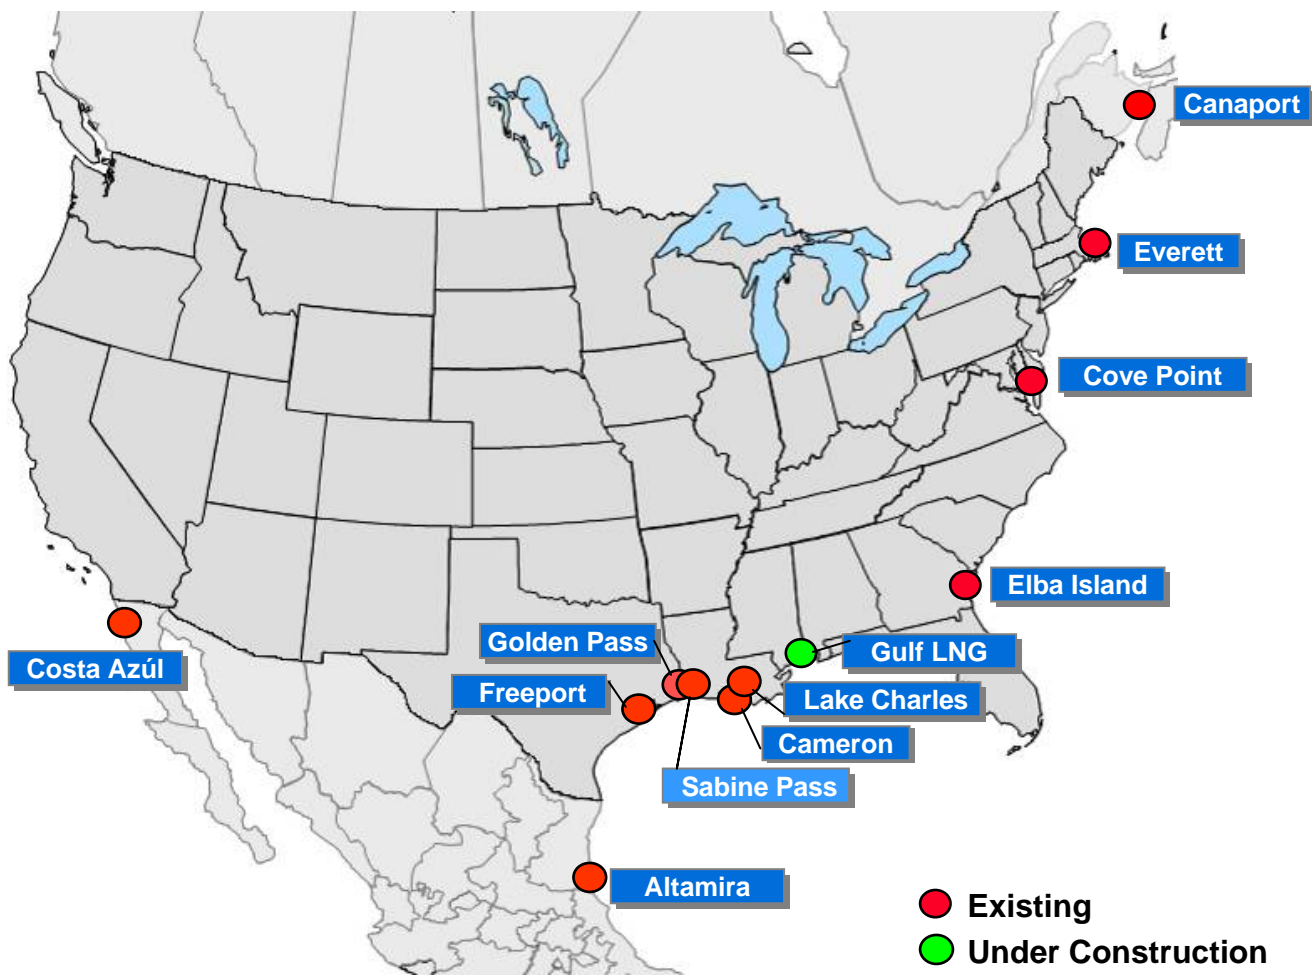 Canaport
Everett
Cove Point
Elba Island
Golden Pass
Gulf LNG
Costa Azúl
Freeport
Lake Charles
Cameron
Sabine Pass
Altamira
Existing
Under Construction